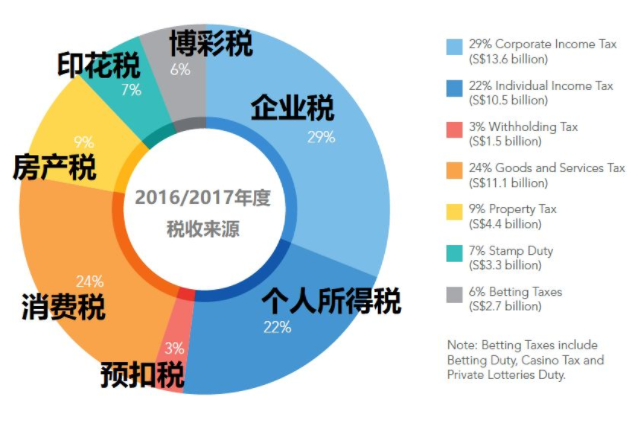 博彩税
6%
印花税
7%
企业税
29%
房产税
9%
2016/2017年度
税收来源
24%
消费税
个人所得税
22%
3%
预扣税
29% Corporate Income Tax
(S$13.6 billion)
22% Individual Income Tax
(S$10.5 billion)
3% Withholding Tax
(S$1.5 billion)
24% Goods and Services Tax
(S$11.1 billion)
9% Property Tax
(S$4.4 billion)
7% Stamp Duty
(S$3.3 billion)
6% Betting Taxes
(S$2.7 billion)
Note: Betting Taxes include
Betting Duty, Casino Tax and
Private Lotteries Duty.